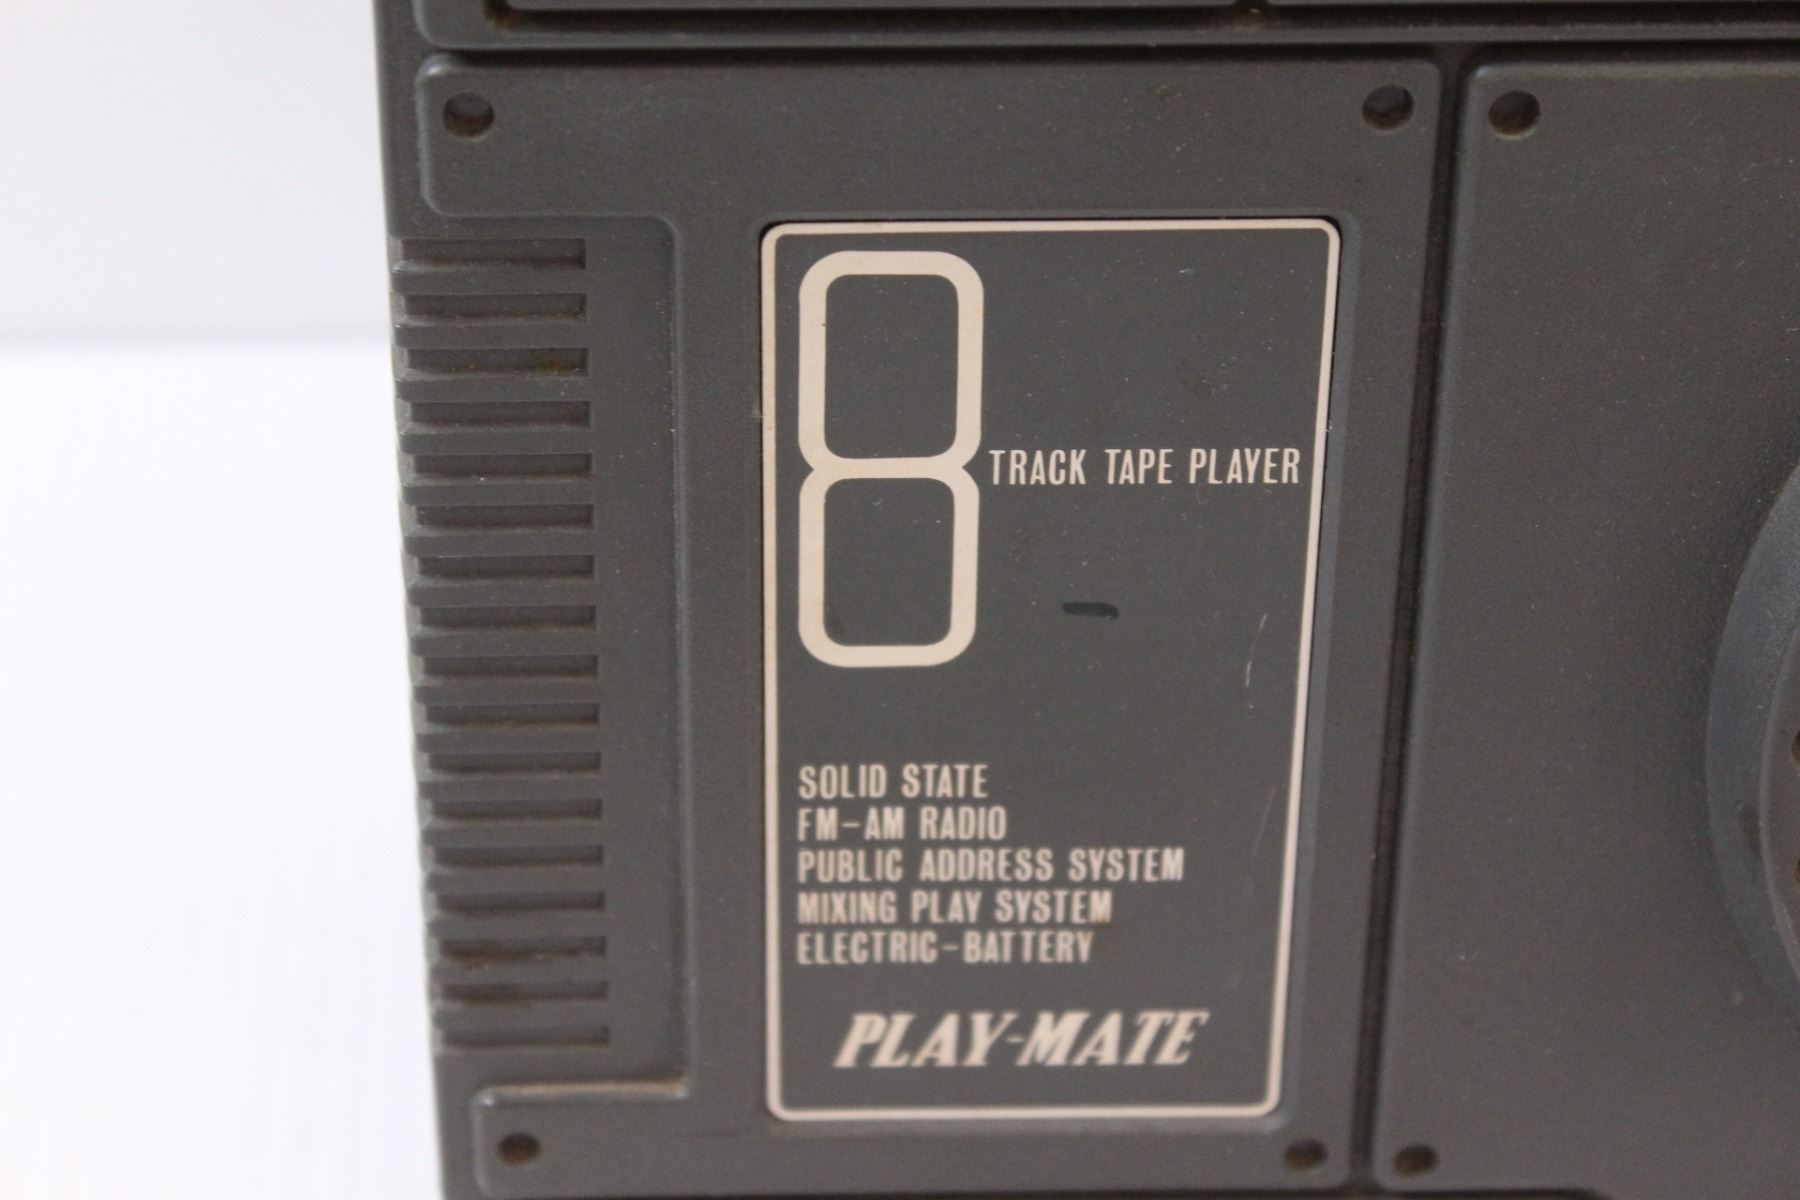 8 TRACK TAPE PLAYER
SOLID STATE
FM-AM RADIO
PUBLIC ADDRESS SYSTEM
MIXING PLAY SYSTEM
ELECTRIC-BATTERY
PLAY-MATE